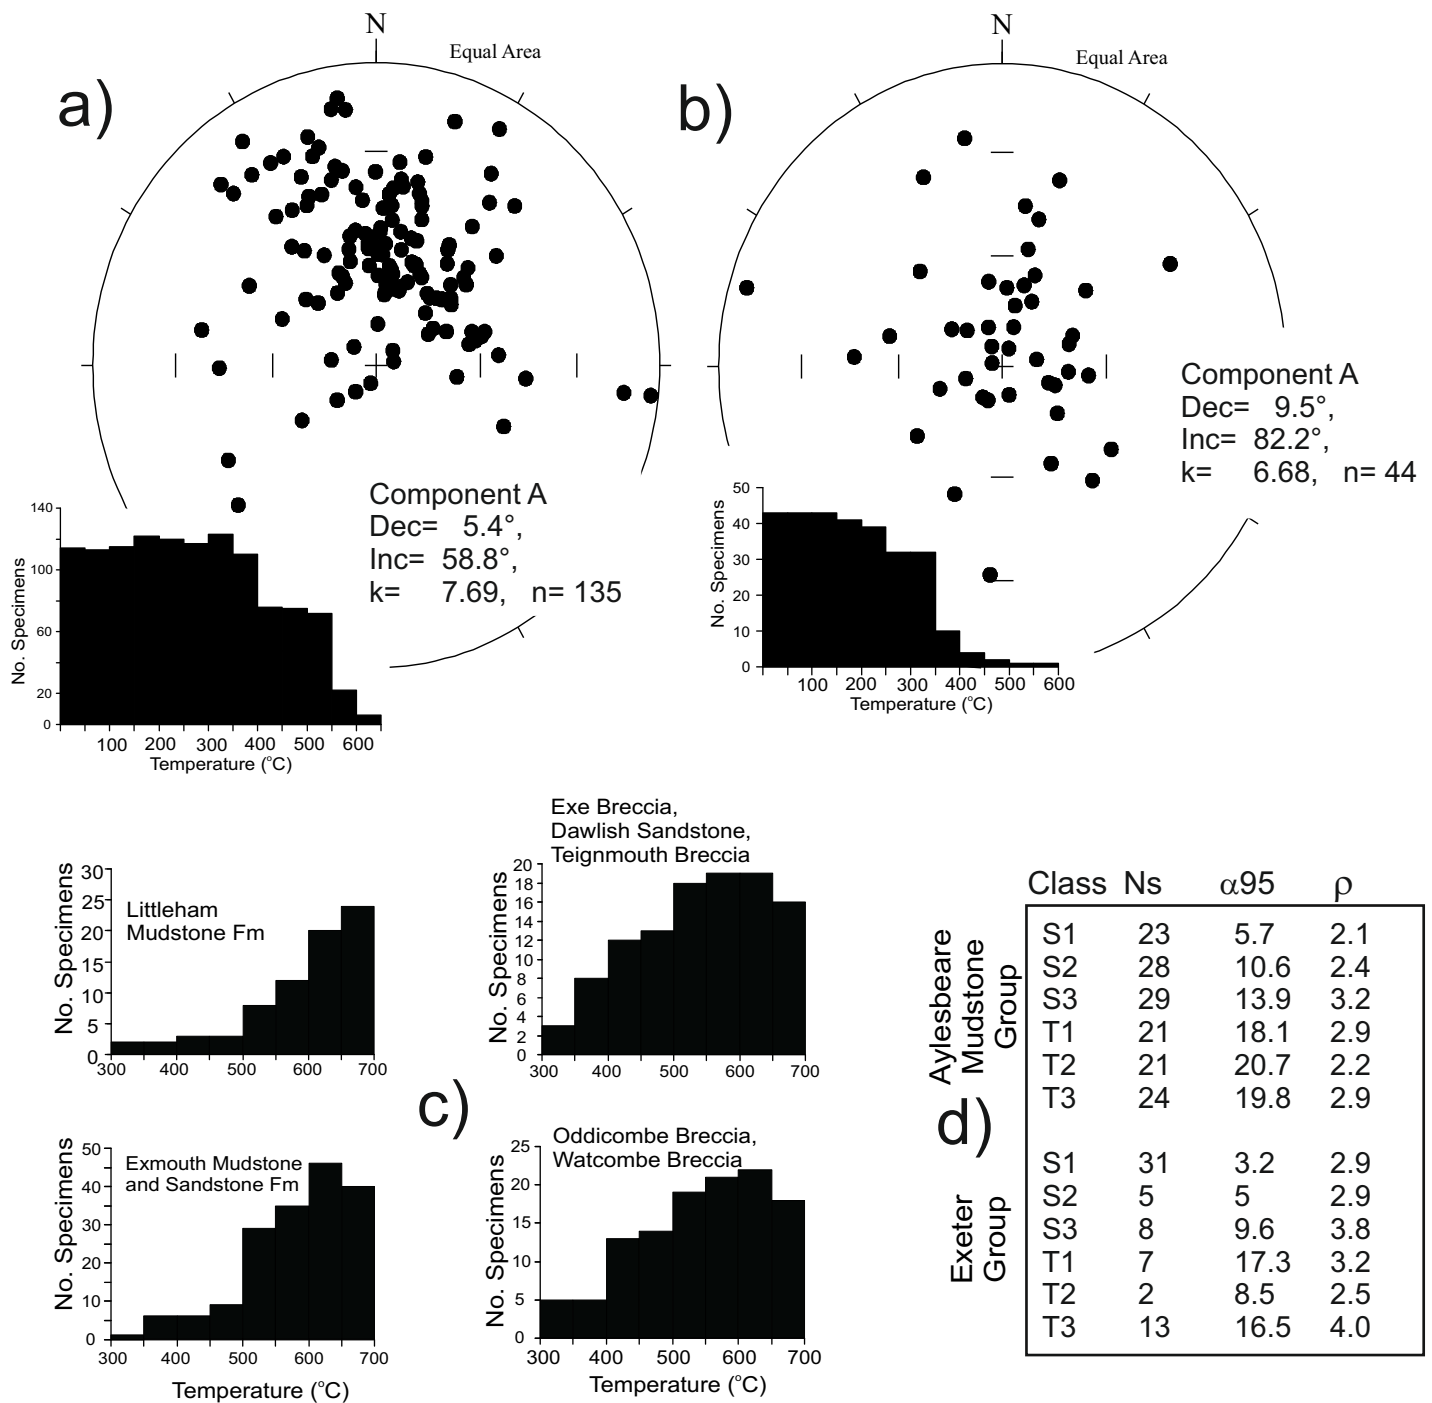 a)
N
Equal Area
Component A
Dec= 5.4°,
Inc= 58.8°,
k= 7.69, n= 135
No. Specimens
140
100
60
20
0
100 200 300 400 500 600
Temperature (°C)
b)
N
Equal Area
Component A
Dec= 9.5°,
Inc= 82.2°,
k= 6.68, n= 44
No. Specimens
50
40
30
20
10
0
100 200 300 400 500 600
Temperature (°C)
c)
Littleham
Mudstone Fm
No. Specimens
30
25
20
15
10
5
0
300 400 500 600 700
Exe Breccia,
Dawlish Sandstone,
Teignmouth Breccia
No. Specimens
20
18
16
14
12
10
8
6
4
2
0
300 400 500 600 700
Exmouth Mudstone
and Sandstone Fm
No. Specimens
50
40
30
20
10
0
300 400 500 600 700
Temperature (°C)
Oddicombe Breccia,
Watcombe Breccia
No. Specimens
25
20
15
10
5
0
300 400 500 600 700
Temperature (°C)
d)
Class Ns α95 ρ
Aylesbeare
Mudstone
Group
S1 23 5.7 2.1
S2 28 10.6 2.4
S3 29 13.9 3.2
T1 21 18.1 2.9
T2 21 20.7 2.2
T3 24 19.8 2.9
Exeter
Group
S1 31 3.2 2.9
S2 5 5 2.9
S3 8 9.6 3.8
T1 7 17.3 3.2
T2 2 8.5 2.5
T3 13 16.5 4.0